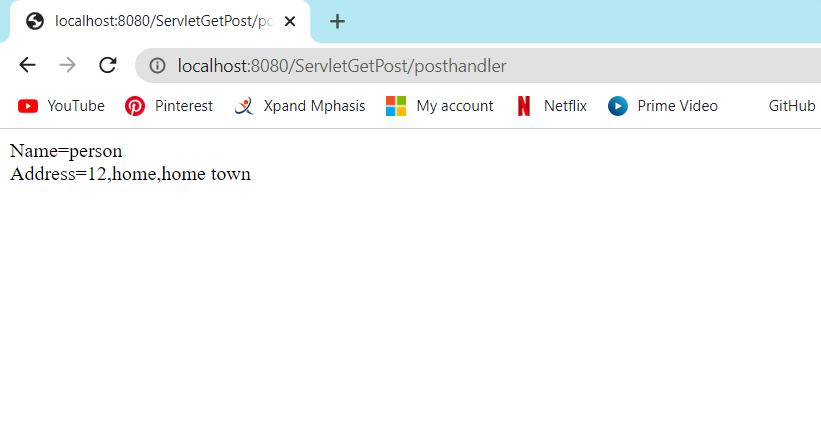 localhost:8080/ServletGetPost/po
localhost:8080/ServletGetPost/posthandler
YouTube Pinterest Xpand Mphasis My account Netflix Prime Video GitHub
Name=person
Address=12,home,home town